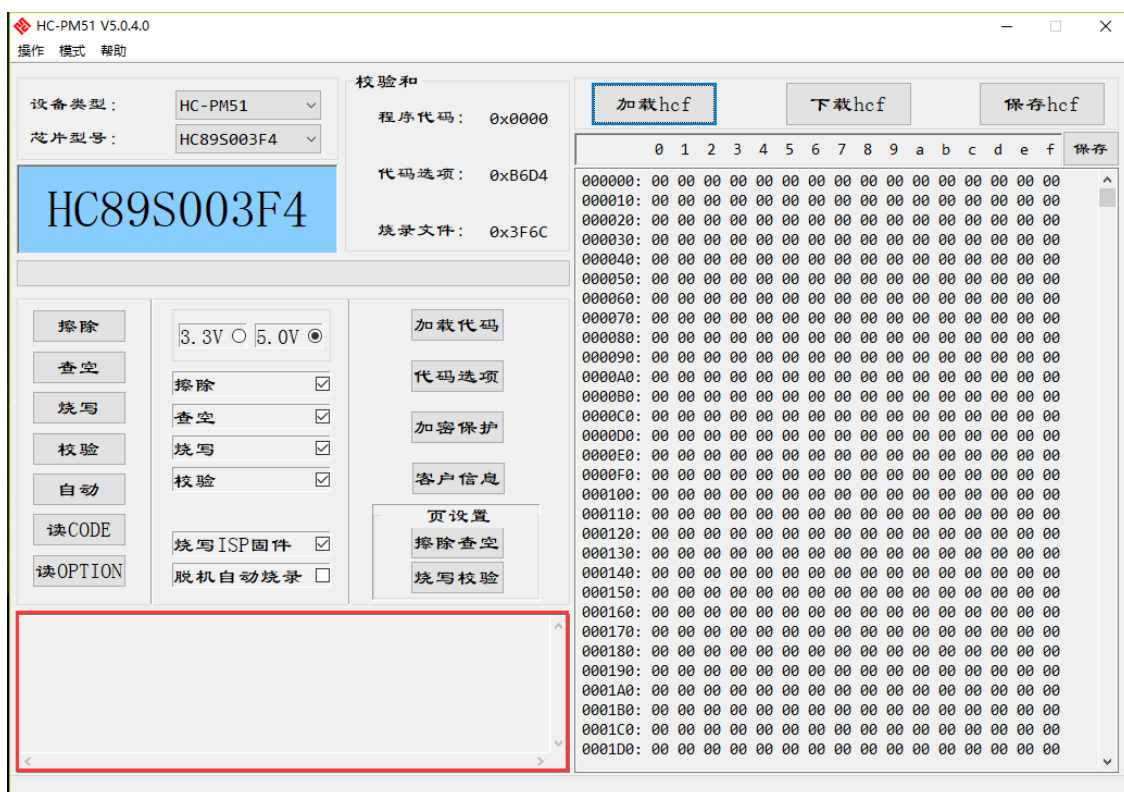 HC-PM51 V5.0.4.0
操作 模式 帮助
设备类型: HC-PM51
芯片型号: HC89S003F4
HC89S003F4
校验和
程序代码: 0x0000
代码选项: 0xB6D4
烧录文件: 0x3F6C
擦除
查空
烧写
校验
自动
读CODE
读OPTION
3.3V 5.0V
擦除
查空
烧写
校验
烧写ISP固件
脱机自动烧录
加载代码
代码选项
加密保护
客户信息
页设置
擦除查空
烧写校验
加载hcf 下载hcf 保存hcf
0 1 2 3 4 5 6 7 8 9 a b c d e f 保存
000000: 00 00 00 00 00 00 00 00 00 00 00 00 00 00 00 00
000010: 00 00 00 00 00 00 00 00 00 00 00 00 00 00 00 00
000020: 00 00 00 00 00 00 00 00 00 00 00 00 00 00 00 00
000030: 00 00 00 00 00 00 00 00 00 00 00 00 00 00 00 00
000040: 00 00 00 00 00 00 00 00 00 00 00 00 00 00 00 00
000050: 00 00 00 00 00 00 00 00 00 00 00 00 00 00 00 00
000060: 00 00 00 00 00 00 00 00 00 00 00 00 00 00 00 00
000070: 00 00 00 00 00 00 00 00 00 00 00 00 00 00 00 00
000080: 00 00 00 00 00 00 00 00 00 00 00 00 00 00 00 00
000090: 00 00 00 00 00 00 00 00 00 00 00 00 00 00 00 00
0000A0: 00 00 00 00 00 00 00 00 00 00 00 00 00 00 00 00
0000B0: 00 00 00 00 00 00 00 00 00 00 00 00 00 00 00 00
0000C0: 00 00 00 00 00 00 00 00 00 00 00 00 00 00 00 00
0000D0: 00 00 00 00 00 00 00 00 00 00 00 00 00 00 00 00
0000E0: 00 00 00 00 00 00 00 00 00 00 00 00 00 00 00 00
0000F0: 00 00 00 00 00 00 00 00 00 00 00 00 00 00 00 00
000100: 00 00 00 00 00 00 00 00 00 00 00 00 00 00 00 00
000110: 00 00 00 00 00 00 00 00 00 00 00 00 00 00 00 00
000120: 00 00 00 00 00 00 00 00 00 00 00 00 00 00 00 00
000130: 00 00 00 00 00 00 00 00 00 00 00 00 00 00 00 00
000140: 00 00 00 00 00 00 00 00 00 00 00 00 00 00 00 00
000150: 00 00 00 00 00 00 00 00 00 00 00 00 00 00 00 00
000160: 00 00 00 00 00 00 00 00 00 00 00 00 00 00 00 00
000170: 00 00 00 00 00 00 00 00 00 00 00 00 00 00 00 00
000180: 00 00 00 00 00 00 00 00 00 00 00 00 00 00 00 00
000190: 00 00 00 00 00 00 00 00 00 00 00 00 00 00 00 00
0001A0: 00 00 00 00 00 00 00 00 00 00 00 00 00 00 00 00
0001B0: 00 00 00 00 00 00 00 00 00 00 00 00 00 00 00 00
0001C0: 00 00 00 00 00 00 00 00 00 00 00 00 00 00 00 00
0001D0: 00 00 00 00 00 00 00 00 00 00 00 00 00 00 00 00